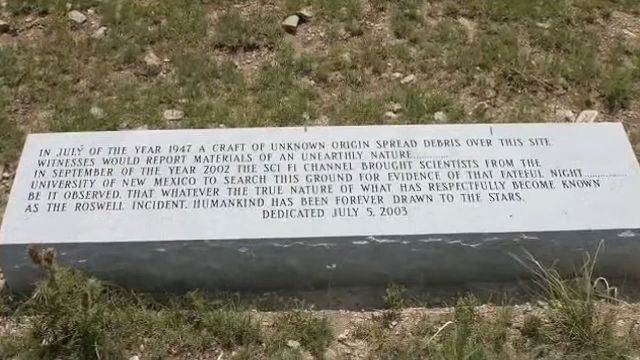 IN JULY OF THE YEAR 1947 A CRAFT OF UNKNOWN ORIGIN SPREAD DEBRIS OVER THIS SITE
WITNESSES WOULD REPORT MATERIALS OF AN UNEARTHLY NATURE............
IN SEPTEMBER OF THE YEAR 2002 THE SCI FI CHANNEL BROUGHT SCIENTISTS FROM THE
UNIVERSITY OF NEW MEXICO TO SEARCH THIS GROUND FOR EVIDENCE OF THAT FATEFUL NIGHT............
BE IT OBSERVED, THAT WHATEVER THE TRUE NATURE OF WHAT HAS RESPECTFULLY BECOME KNOWN
AS THE ROSWELL INCIDENT, HUMANKIND HAS BEEN FOREVER DRAWN TO THE STARS.
DEDICATED JULY 5, 2003